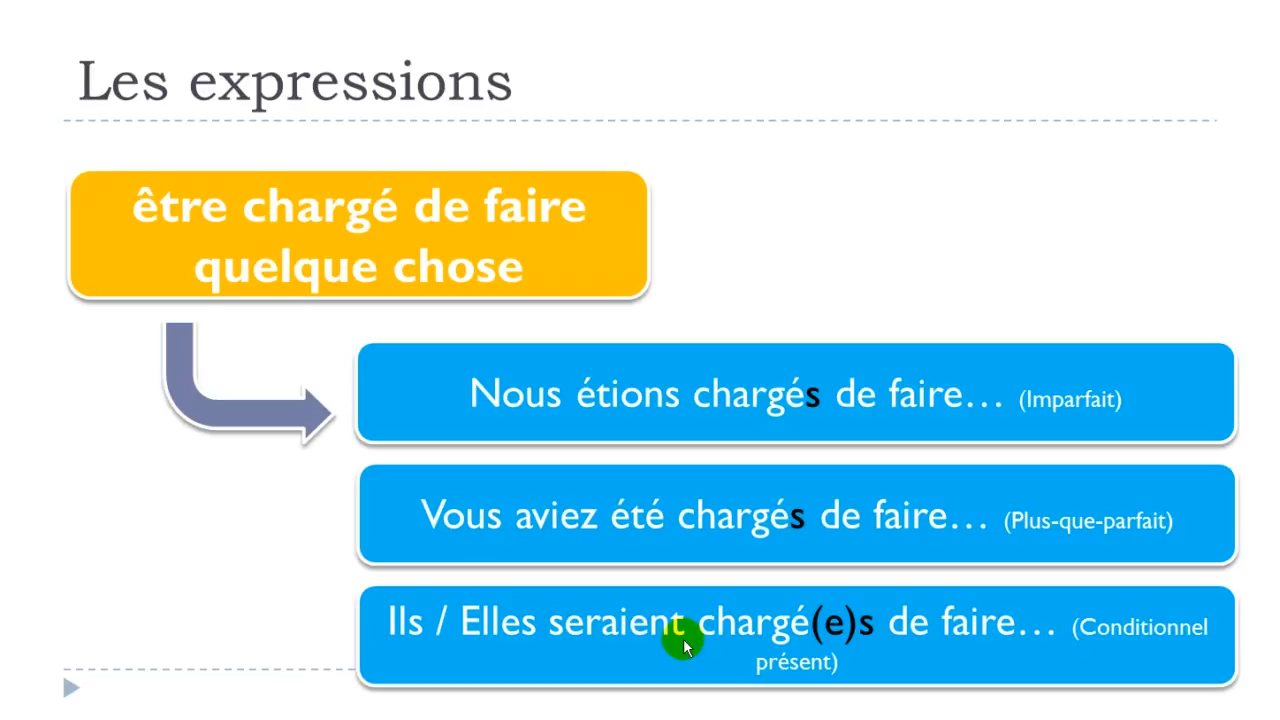 Les expressions
être chargé de faire
quelque chose
Nous étions chargés de faire… (Imparfait)
Vous aviez été chargés de faire… (Plus-que-parfait)
Ils / Elles seraient chargé(e)s de faire… (Conditionnel
présent)